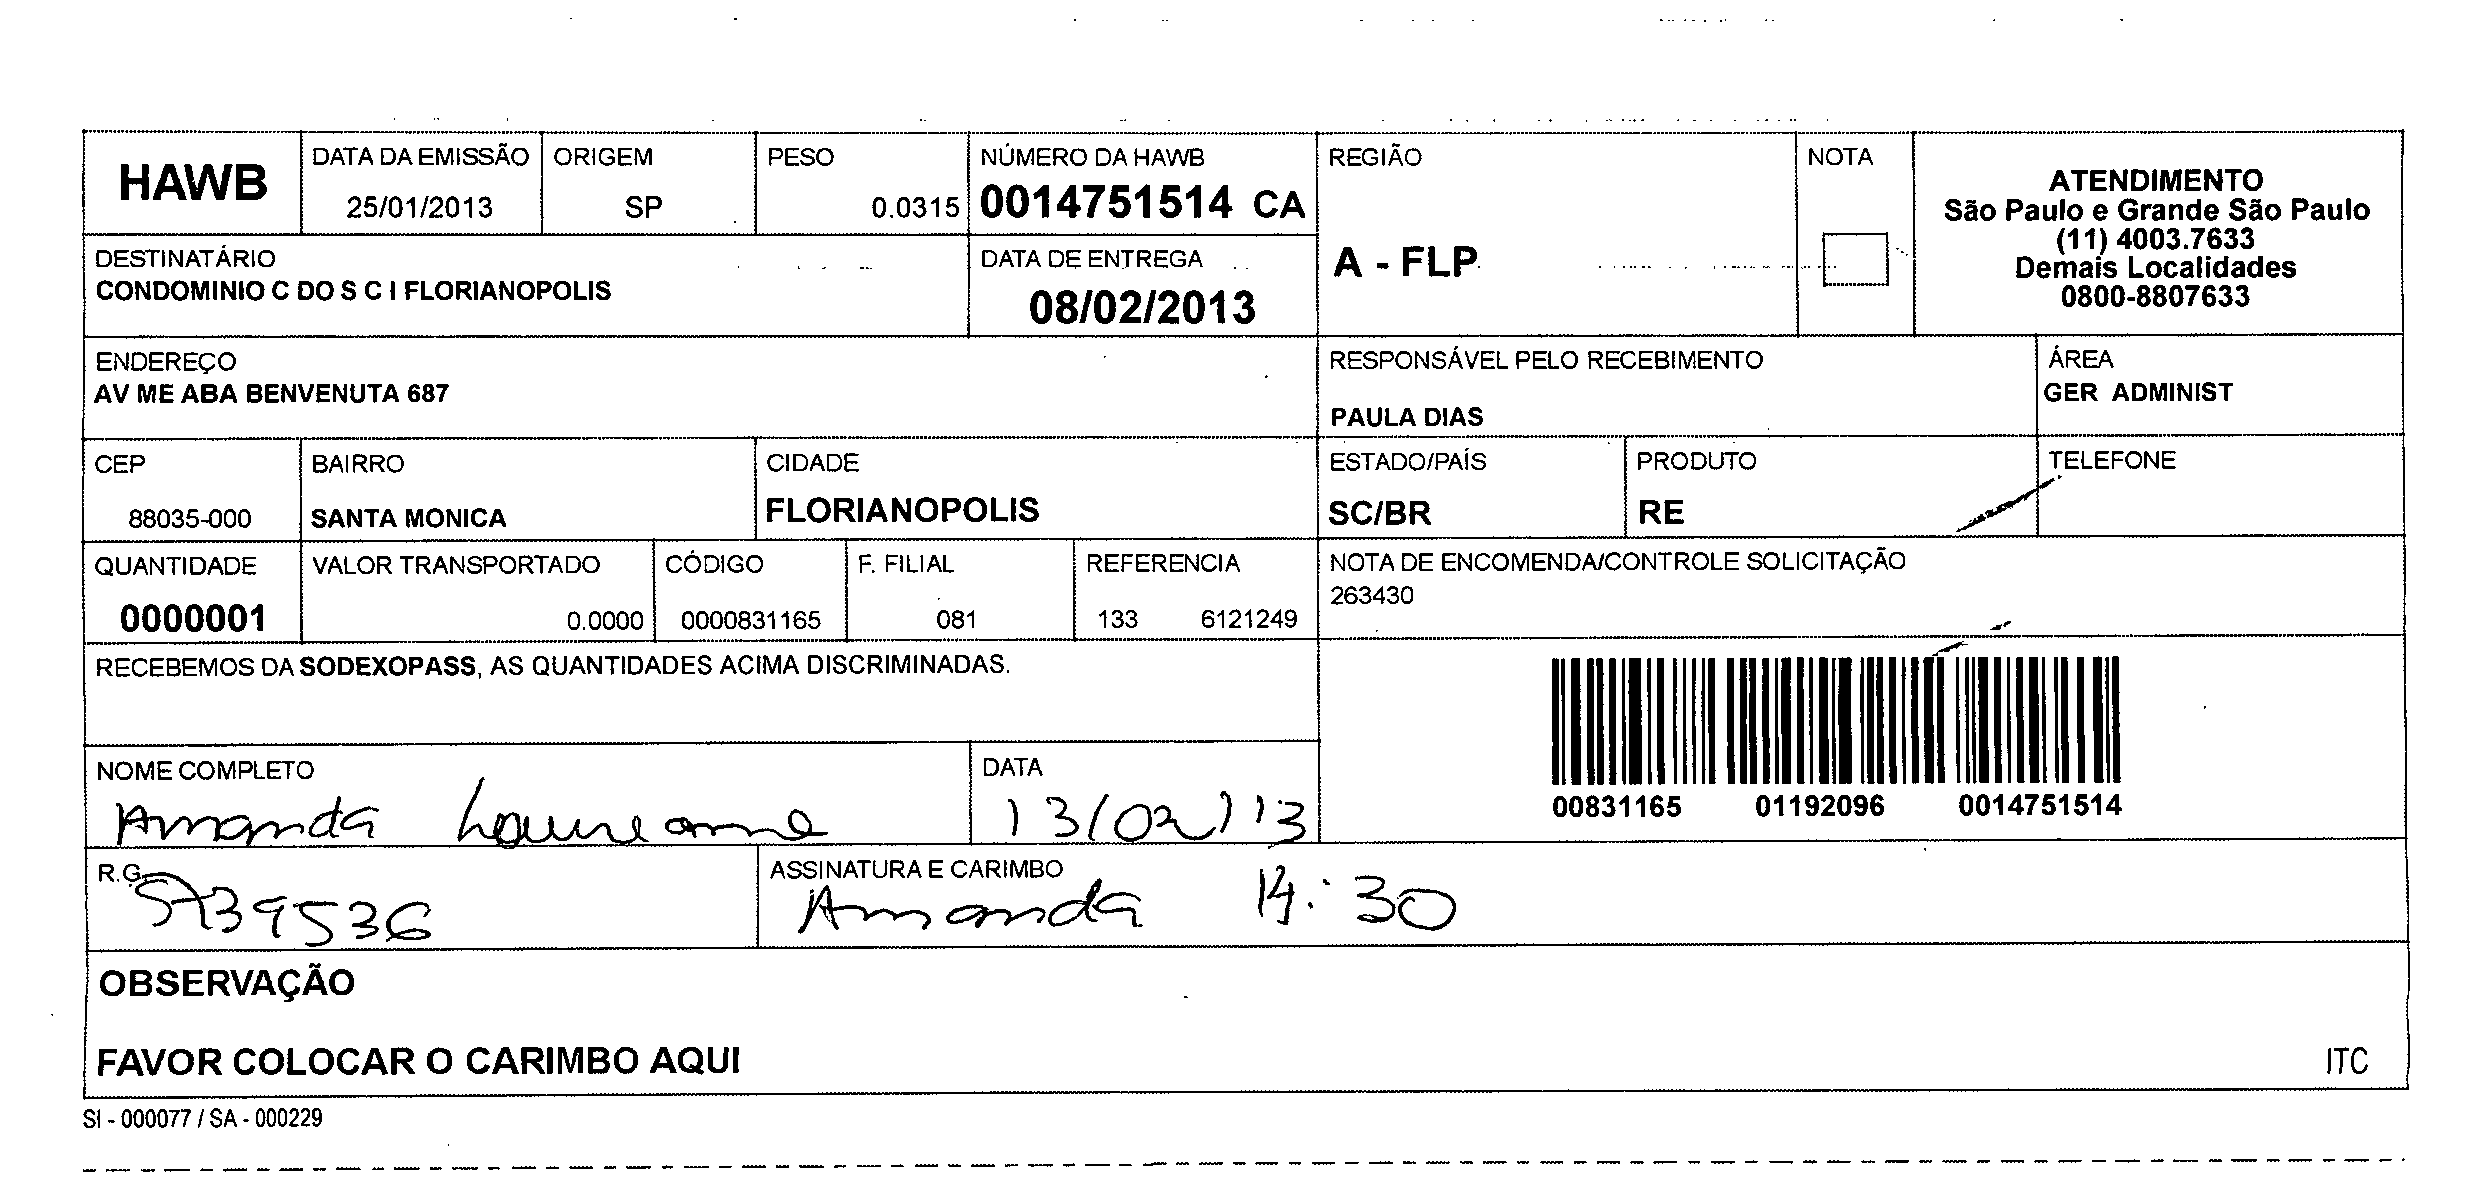 HAWB
DATA DA EMISSÃO
25/01/2013
ORIGEM
SP
PESO
0.0315
NÚMERO DA HAWB
0014751514 CA
REGIÃO
A - FLP
NOTA
ATENDIMENTO
São Paulo e Grande São Paulo
(11) 4003.7633
Demais Localidades
0800-8807633
DESTINATÁRIO
CONDOMINIO C DO S C I FLORIANOPOLIS
DATA DE ENTREGA
08/02/2013
ENDEREÇO
AV ME ABA BENVENUTA 687
RESPONSÁVEL PELO RECEBIMENTO
PAULA DIAS
ÁREA
GER ADMINIST
CEP
88035-000
BAIRRO
SANTA MONICA
CIDADE
FLORIANOPOLIS
ESTADO/PAÍS
SC/BR
PRODUTO
RE
TELEFONE
QUANTIDADE
0000001
VALOR TRANSPORTADO
0.0000
CÓDIGO
0000831165
F. FILIAL
081
REFERENCIA
133 6121249
NOTA DE ENCOMENDA/CONTROLE SOLICITAÇÃO
263430
RECEBEMOS DA SODEXOPASS, AS QUANTIDADES ACIMA DISCRIMINADAS.
00831165 01192096 0014751514
NOME COMPLETO
Amanda
DATA
13/02/13
R.G.
ASSINATURA E CARIMBO
Amanda 14:30
OBSERVAÇÃO
FAVOR COLOCAR O CARIMBO AQUI
ITC
SI - 000077 / SA - 000229